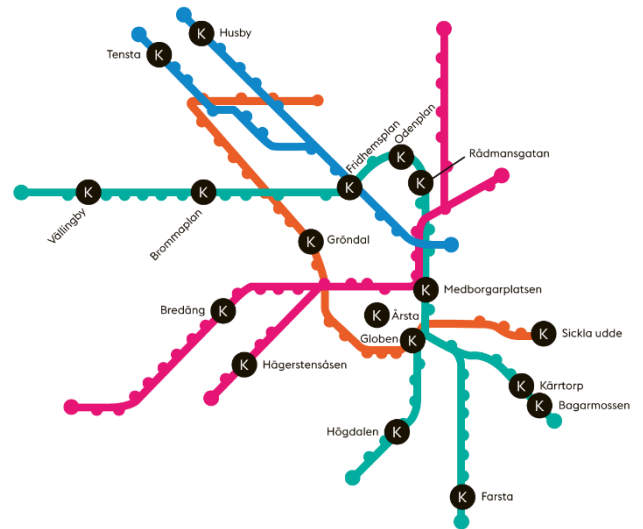 K Husby
Tensta K
Odenplan
K
Fridhemsplan
K
Rådmansgatan
K
K
Vällingby
K
Brommaplan
K Gröndal
K Medborgarplatsen
Bredäng K
K Årsta
Globen K
K Sickla udde
K Hägerstensåsen
K Kärrtorp
K Bagarmossen
Högdalen K
K Farsta